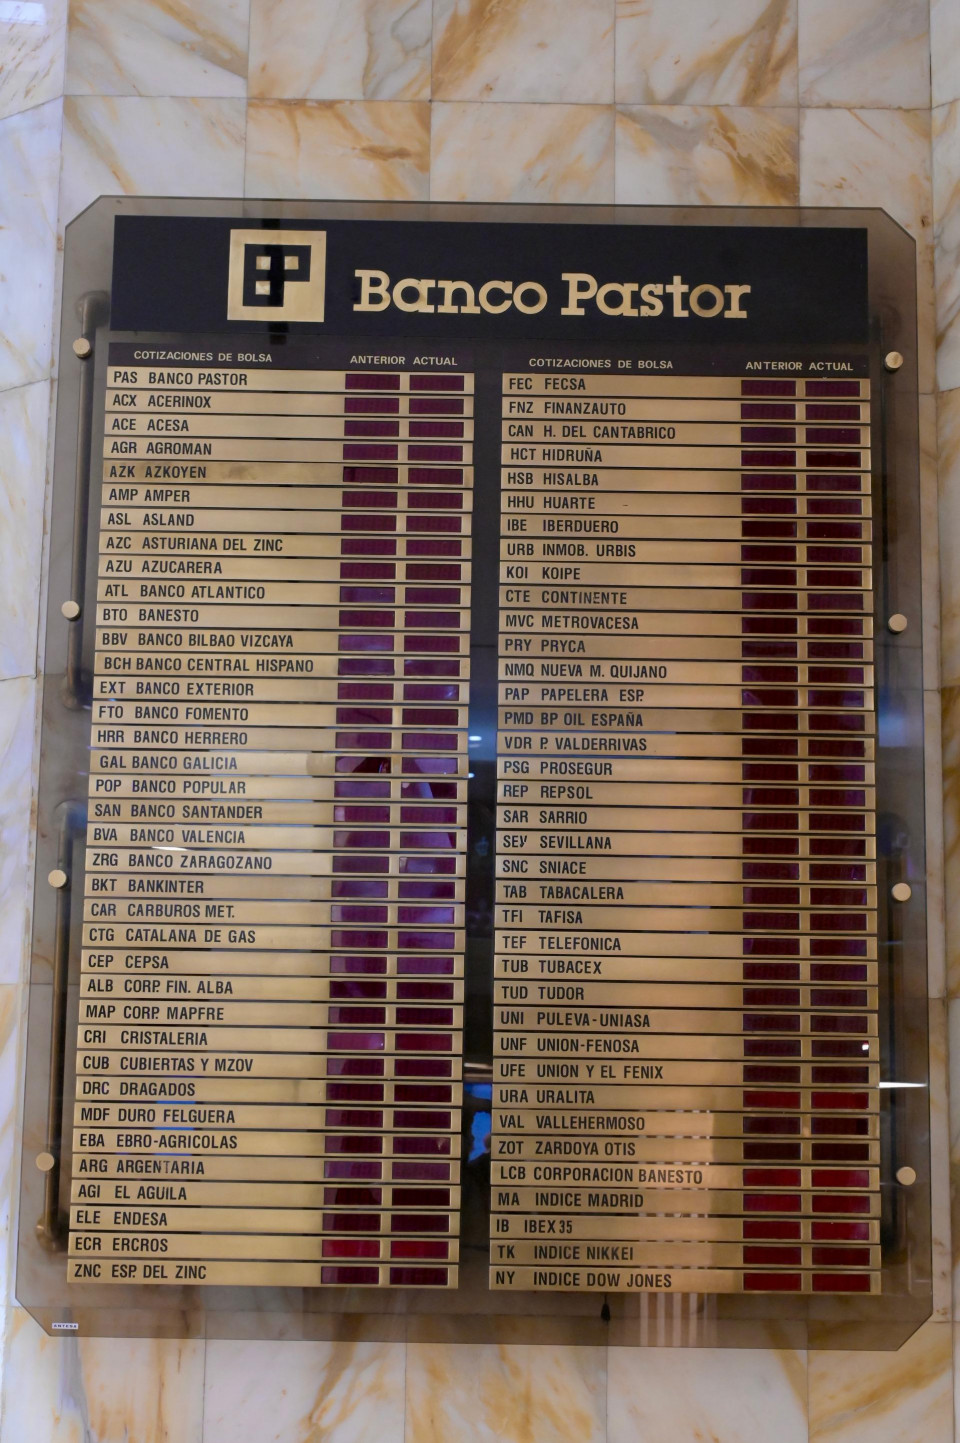 Banco Pastor
COTIZACIONES DE BOLSA ANTERIOR ACTUAL
PAS BANCO PASTOR
ACX ACERINOX
ACE ACESA
AGR AGROMAN
AZK AZKOYEN
AMP AMPER
ASL ASLAND
AZC ASTURIANA DEL ZINC
AZU AZUCARERA
ATL BANCO ATLANTICO
BTO BANESTO
BBV BANCO BILBAO VIZCAYA
BCH BANCO CENTRAL HISPANO
EXT BANCO EXTERIOR
FTO BANCO FOMENTO
HRR BANCO HERRERO
GAL BANCO GALICIA
POP BANCO POPULAR
SAN BANCO SANTANDER
BVA BANCO VALENCIA
ZRG BANCO ZARAGOZANO
BKT BANKINTER
CAR CARBUROS MET.
CTG CATALANA DE GAS
CEP CEPSA
ALB CORP. FIN. ALBA
MAP CORP. MAPFRE
CRI CRISTALERIA
CUB CUBIERTAS Y MZOV
DRC DRAGADOS
MDF DURO FELGUERA
EBA EBRO-AGRICOLAS
ARG ARGENTARIA
AGI EL AGUILA
ELE ENDESA
ECR ERCROS
ZNC ESP. DEL ZINC
COTIZACIONES DE BOLSA ANTERIOR ACTUAL
FEC FECSA
FNZ FINANZAUTO
CAN H. DEL CANTABRICO
HCT HIDRUÑA
HSB HISALBA
HHU HUARTE
IBE IBERDUERO
URB INMOB. URBIS
KOI KOIPE
CTE CONTINENTE
MVC METROVACESA
PRY PRYCA
NMQ NUEVA M. QUIJANO
PAP PAPELERA ESP.
PMD BP OIL ESPAÑA
VDR P. VALDERRIVAS
PSG PROSEGUR
REP REPSOL
SAR SARRIO
SEV SEVILLANA
SNC SNIACE
TAB TABACALERA
TFI TAFISA
TEF TELEFONICA
TUB TUBACEX
TUD TUDOR
UNI PULEVA-UNIASA
UNF UNION-FENOSA
UFE UNION Y EL FENIX
URA URALITA
VAL VALLEHERMOSO
ZOT ZARDOYA OTIS
LCB CORPORACION BANESTO
MA INDICE MADRID
IB IBEX 35
TK INDICE NIKKEI
NY INDICE DOW JONES